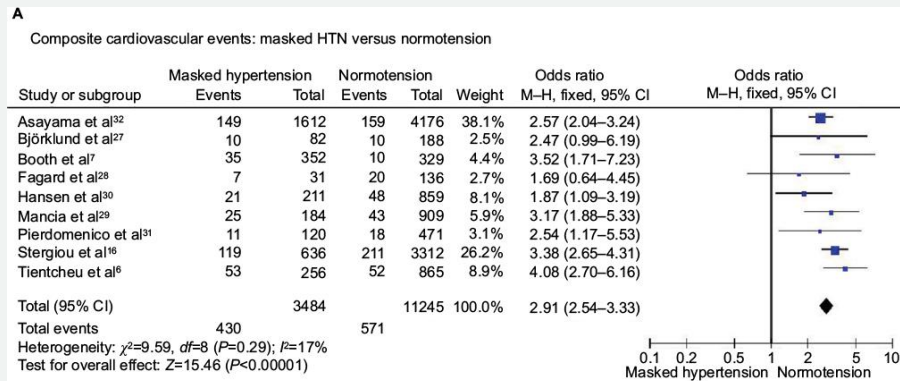 A
Composite cardiovascular events: masked HTN versus normotension
Masked hypertension Normotension Odds ratio Odds ratio
Study or subgroup Events Total Events Total Weight M–H, fixed, 95% CI M–H, fixed, 95% CI
Asayama et al³² 149 1612 159 4176 38.1% 2.57 (2.04–3.24)
Björklund et al²⁷ 10 82 10 188 2.5% 2.47 (0.99–6.19)
Booth et al⁷ 35 352 10 329 4.4% 3.52 (1.71–7.23)
Fagard et al²⁸ 7 31 20 136 2.7% 1.69 (0.64–4.45)
Hansen et al³⁰ 21 211 48 859 8.1% 1.87 (1.09–3.19)
Mancia et al²⁹ 25 184 43 909 5.9% 3.17 (1.88–5.33)
Pierdomenico et al³¹ 11 120 18 471 3.1% 2.54 (1.17–5.53)
Stergiou et al¹⁶ 119 636 211 3312 26.2% 3.38 (2.65–4.31)
Tientcheu et al⁶ 53 256 52 865 8.9% 4.08 (2.70–6.16)
Total (95% CI) 3484 11245 100.0% 2.91 (2.54–3.33)
Total events 430 571
Heterogeneity: χ²=9.59, df=8 (P=0.29); I²=17%
Test for overall effect: Z=15.46 (P<0.00001)
0.1 0.2 0.5 1 2 5 10
Masked hypertension Normotension